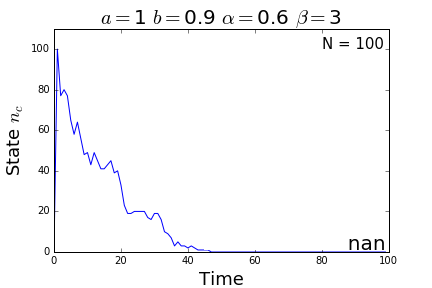 a = 1 b = 0.9 α = 0.6 β = 3
N = 100
100
80
60
40
20
0
State n_c
nan
0 20 40 60 80 100
Time